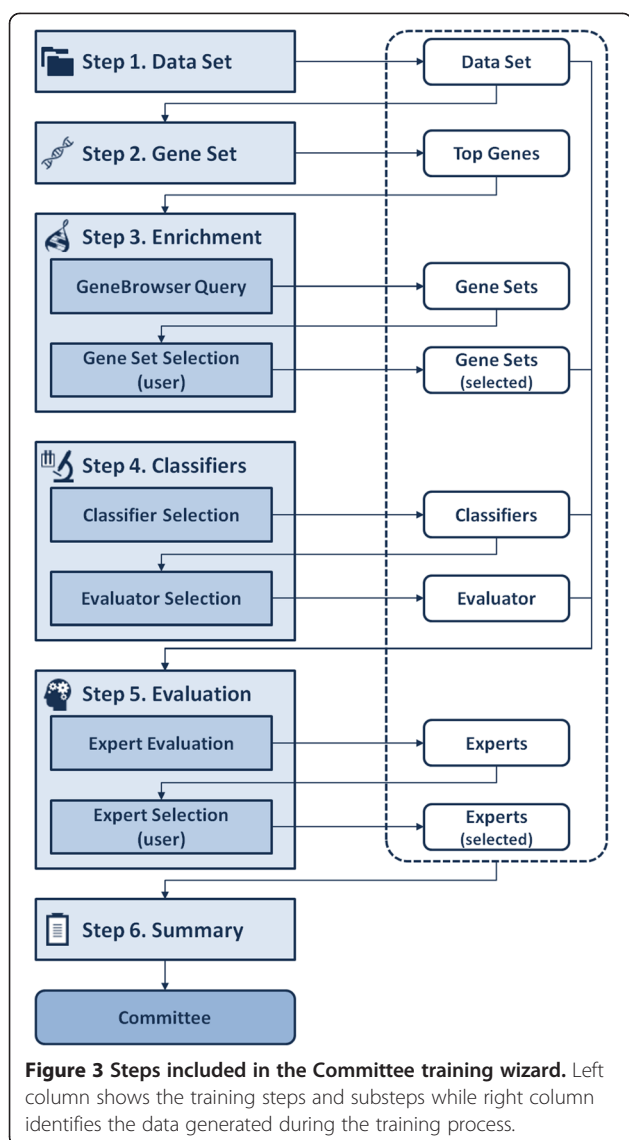 Step 1. Data Set
Data Set
Step 2. Gene Set
Top Genes
Step 3. Enrichment
GeneBrowser Query
Gene Sets
Gene Set Selection
(user)
Gene Sets
(selected)
Step 4. Classifiers
Classifier Selection
Classifiers
Evaluator Selection
Evaluator
Step 5. Evaluation
Expert Evaluation
Experts
Expert Selection
(user)
Experts
(selected)
Step 6. Summary
Committee
Figure 3 Steps included in the Committee training wizard. Left
column shows the training steps and substeps while right column
identifies the data generated during the training process.